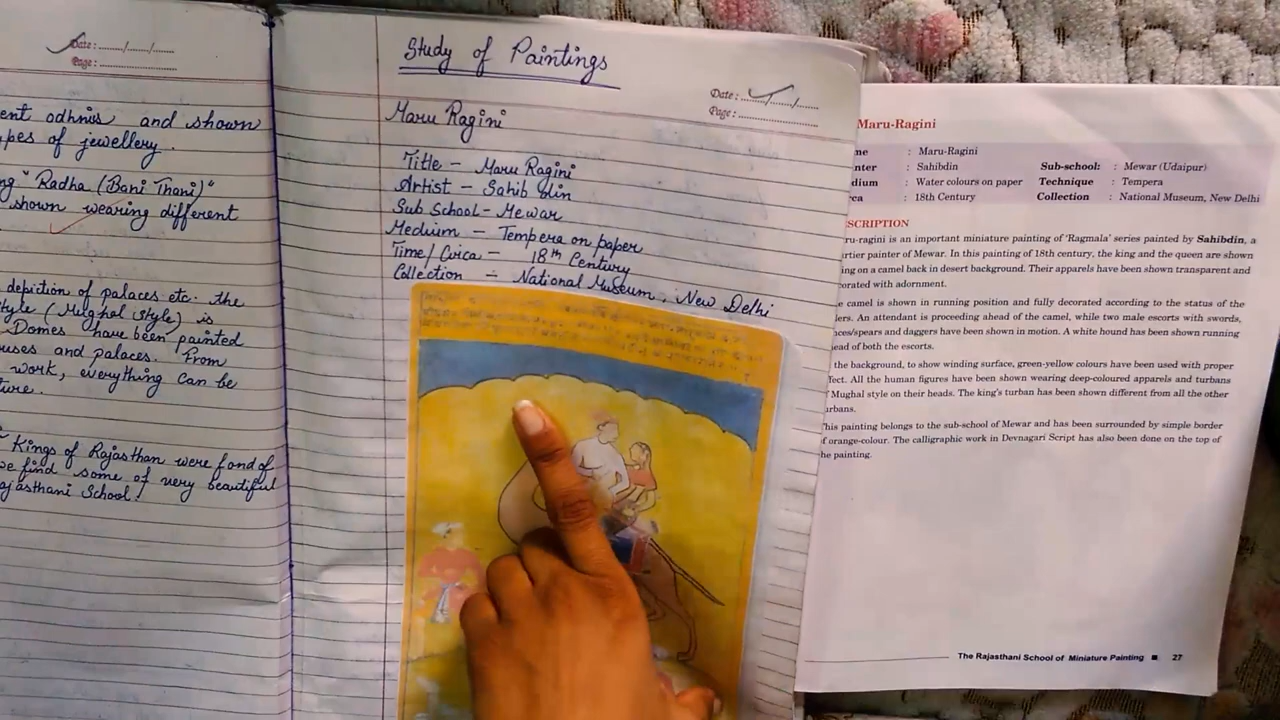 Date : ....../....../......
Page : ........................
ent odhnis and shown
ypes of jewellery.
ng "Radha (Bani Thani)"
shown wearing different
depiction of palaces etc. the
style (Mughal Style) is
Domes have been painted
uses and palaces. From
work, everything can be
ture.
Kings of Rajasthan were fond of
we find some of very beautiful
ajasthani School!
Study of Paintings
Date : ....../....../......
Page : ........................
Maru Ragini
Title - Maru Ragini
Artist - Sahib din
Sub School - Mewar
Medium - Tempera on paper
Time/Circa - 18th Century
Collection - National Museum, New Delhi
Maru-Ragini
me : Maru-Ragini
nter : Sahibdin Sub-school: : Mewar (Udaipur)
dium : Water colours on paper Technique : Tempera
ca : 18th Century Collection : National Museum, New Delhi
SCRIPTION
ru-ragini is an important miniature painting of 'Ragmala' series painted by Sahibdin, a
rtier painter of Mewar. In this painting of 18th century, the king and the queen are shown
ing on a camel back in desert background. Their apparels have been shown transparent and
orated with adornment.
e camel is shown in running position and fully decorated according to the status of the
ers. An attendant is proceeding ahead of the camel, while two male escorts with swords,
ces/spears and daggers have been shown in motion. A white hound has been shown running
ead of both the escorts.
the background, to show winding surface, green-yellow colours have been used with proper
fect. All the human figures have been shown wearing deep-coloured apparels and turbans
f Mughal style on their heads. The king's turban has been shown different from all the other
urbans.
his painting belongs to the sub-school of Mewar and has been surrounded by simple border
f orange-colour. The calligraphic work in Devnagari Script has also been done on the top of
he painting.
The Rajasthani School of Miniature Painting ■ 27